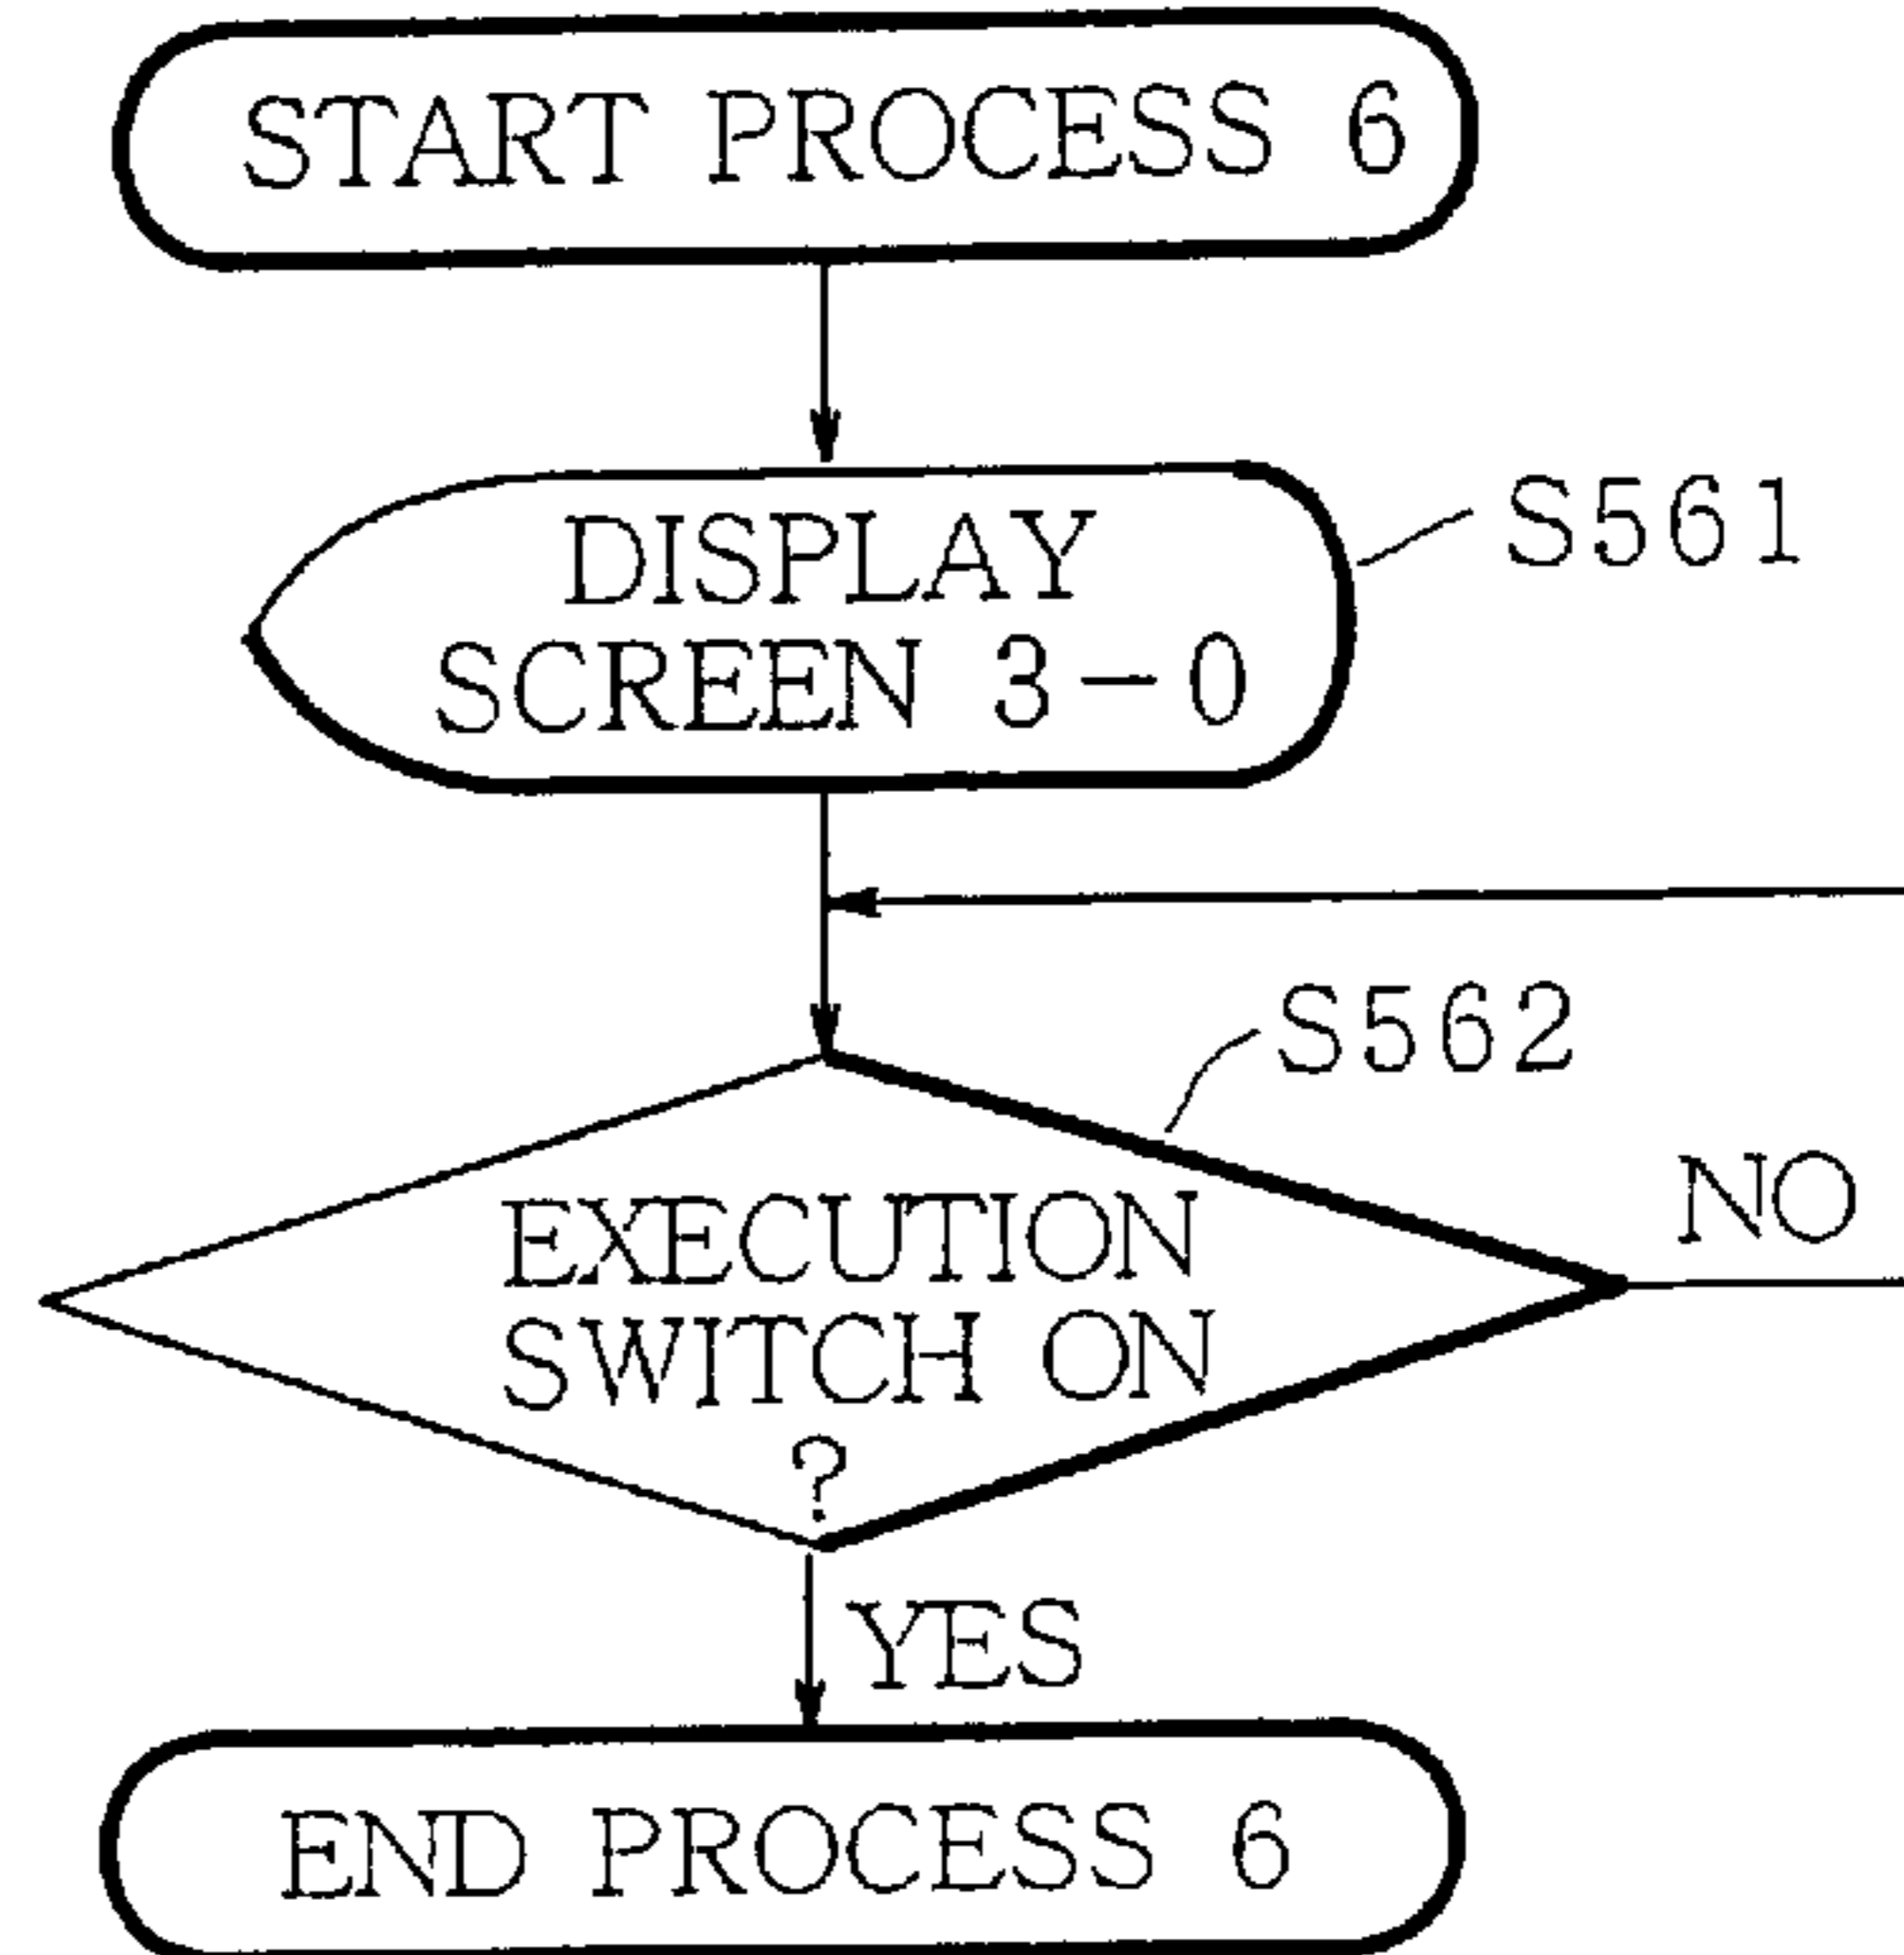 START PROCESS 6
DISPLAY
SCREEN 3-0
S561
S562
EXECUTION
SWITCH ON
?
NO
YES
END PROCESS 6